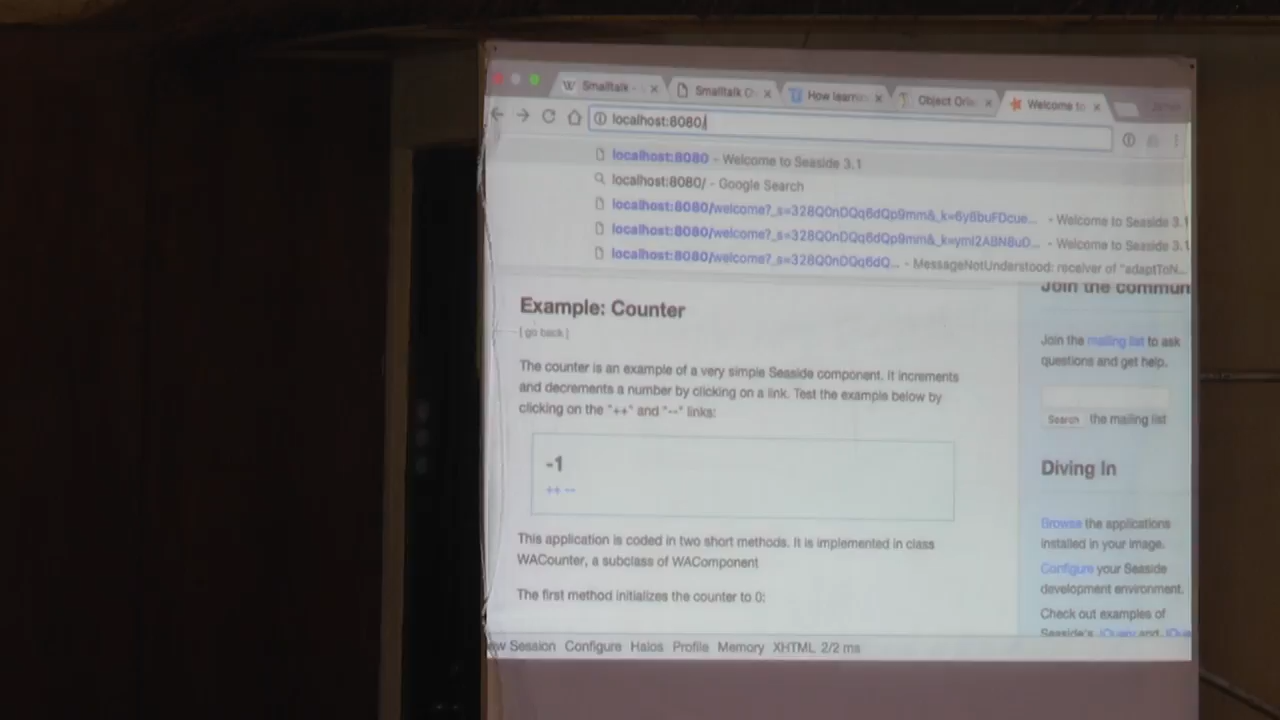 Smalltalk -
Smalltalk O
How learnin
Object Orie
Welcome to
localhost:8080/
localhost:8080 - Welcome to Seaside 3.1
localhost:8080/ - Google Search
localhost:8080/welcome?_s=328Q0nDQq6dQp9mm&_k=6y6buFDcue... - Welcome to Seaside 3.1
localhost:8080/welcome?_s=328Q0nDQq6dQp9mm&_k=ymI2A8N8uD... - Welcome to Seaside 3.1
localhost:8080/welcome?_s=328Q0nDQq6dQ... - MessageNotUnderstood: receiver of "adaptToN...
Join the commun
Example: Counter
[ go back ]
Join the mailing list to ask
questions and get help.
The counter is an example of a very simple Seaside component. It increments
and decrements a number by clicking on a link. Test the example below by
clicking on the "++" and "--" links:
Search the mailing list
-1
++ --
Diving In
Browse the applications
installed in your image.
Configure your Seaside
development environment.
Check out examples of
Seaside's jQuery and
This application is coded in two short methods. It is implemented in class
WACounter, a subclass of WAComponent
The first method initializes the counter to 0:
ew Session Configure Halos Profile Memory XHTML 2/2 ms